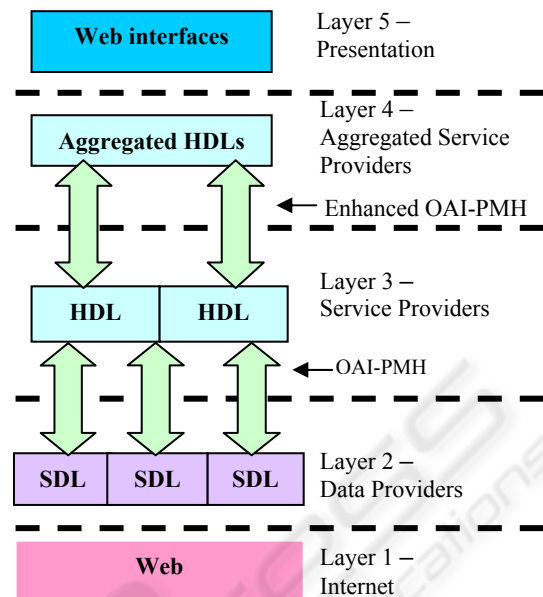 Web interfaces
Layer 5 –
Presentation
Aggregated HDLs
Layer 4 –
Aggregated Service
Providers
Enhanced OAI-PMH
HDL
HDL
Layer 3 –
Service Providers
OAI-PMH
SDL
SDL
SDL
Layer 2 –
Data Providers
Web
Layer 1 –
Internet